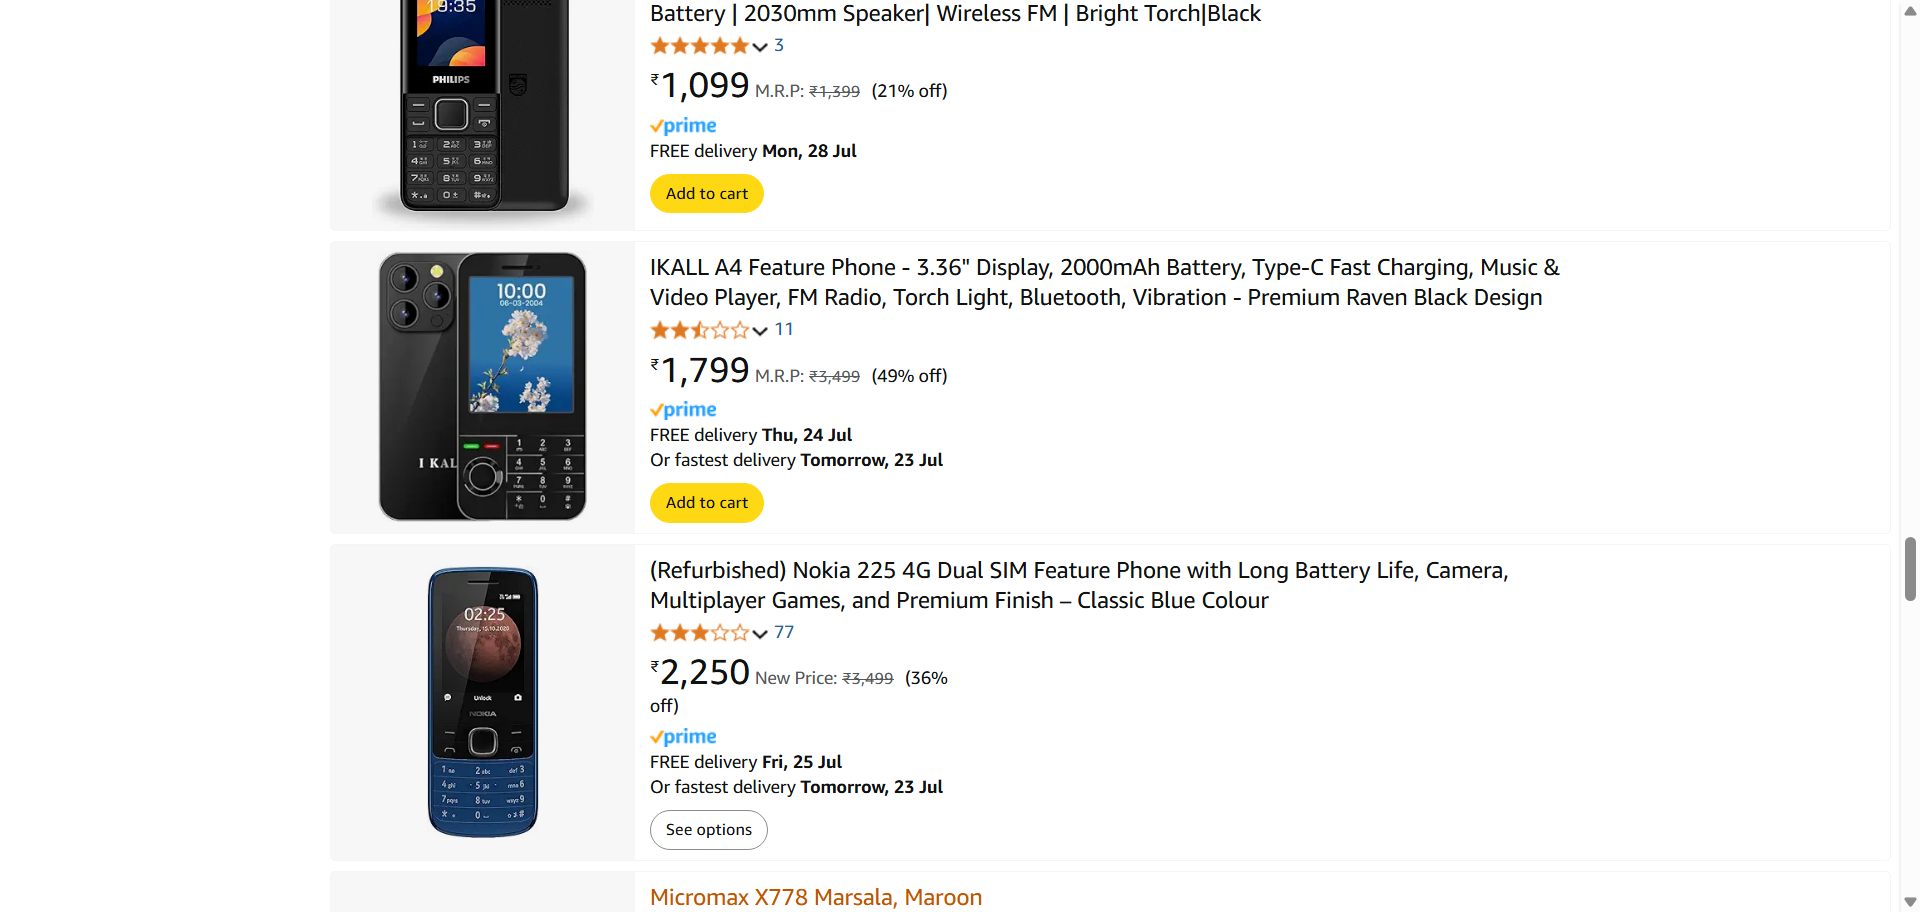 19:35
PHILIPS
Battery | 2030mm Speaker| Wireless FM | Bright Torch|Black
3
₹1,099 M.R.P: ₹1,399 (21% off)
prime
FREE delivery Mon, 28 Jul
Add to cart
10:00
06-03-2004
I KAL
IKALL A4 Feature Phone - 3.36" Display, 2000mAh Battery, Type-C Fast Charging, Music &
Video Player, FM Radio, Torch Light, Bluetooth, Vibration - Premium Raven Black Design
11
₹1,799 M.R.P: ₹3,499 (49% off)
prime
FREE delivery Thu, 24 Jul
Or fastest delivery Tomorrow, 23 Jul
Add to cart
02:25
Thursday, 15.10.2020
Unlock
NOKIA
(Refurbished) Nokia 225 4G Dual SIM Feature Phone with Long Battery Life, Camera,
Multiplayer Games, and Premium Finish – Classic Blue Colour
77
₹2,250 New Price: ₹3,499 (36%
off)
prime
FREE delivery Fri, 25 Jul
Or fastest delivery Tomorrow, 23 Jul
See options
Micromax X778 Marsala, Maroon